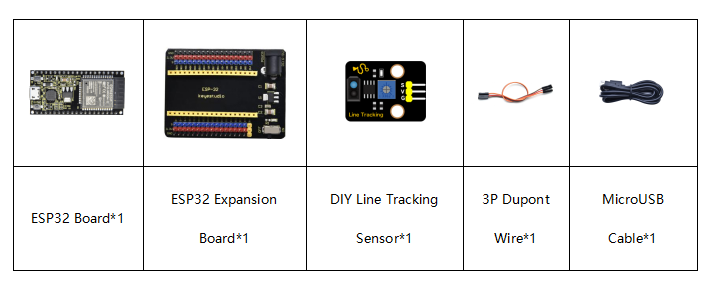 ESP-32
keyestudio
S
V
G
Line Tracking
ESP32 Board*1
ESP32 Expansion
Board*1
DIY Line Tracking
Sensor*1
3P Dupont
Wire*1
MicroUSB
Cable*1